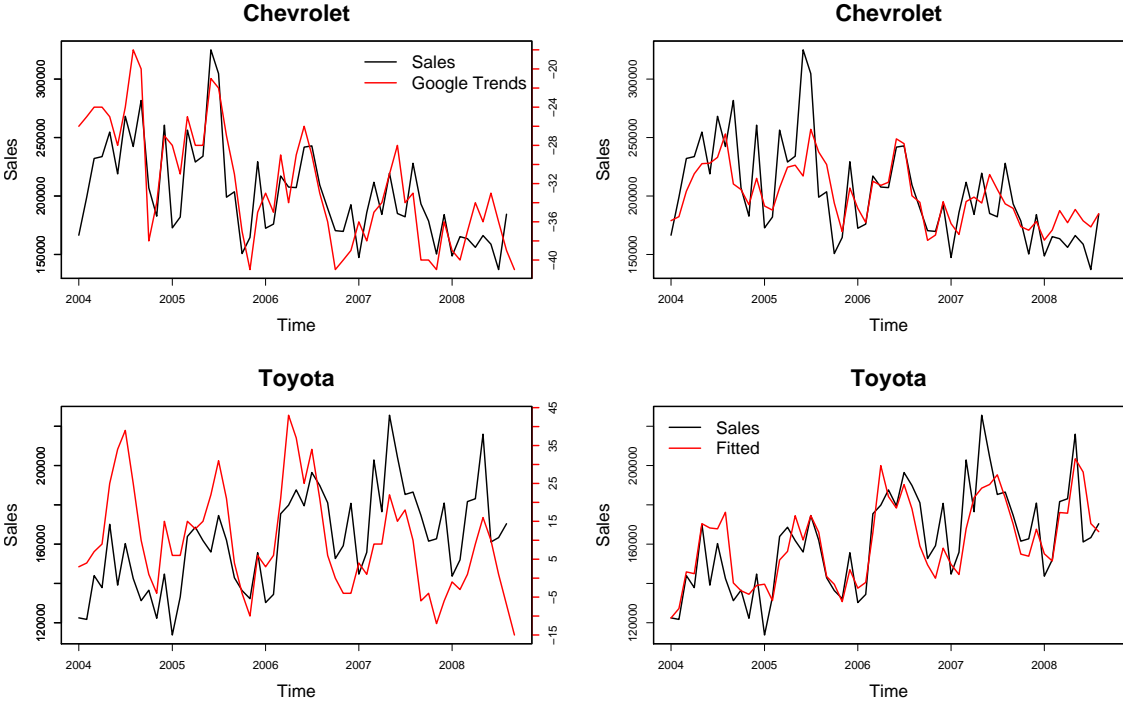 Chevrolet
Sales
Google Trends
Sales
300000
250000
200000
150000
−20
−24
−28
−32
−36
−40
2004
2005
2006
2007
2008
Time
Chevrolet
Sales
300000
250000
200000
150000
2004
2005
2006
2007
2008
Time
Toyota
Sales
200000
160000
120000
45
35
25
15
5
−5
−15
2004
2005
2006
2007
2008
Time
Toyota
Sales
Fitted
Sales
200000
160000
120000
2004
2005
2006
2007
2008
Time